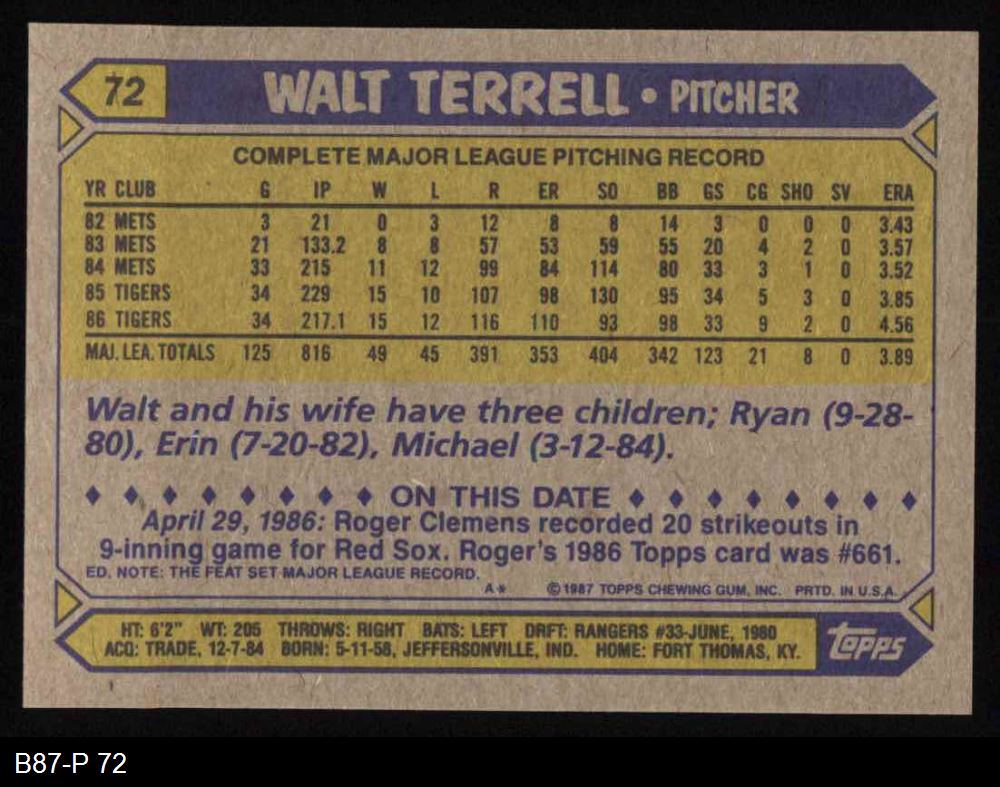 72 WALT TERRELL • PITCHER
COMPLETE MAJOR LEAGUE PITCHING RECORD
YR CLUB G IP W L R ER SO BB GS CG SHO SV ERA
82 METS 3 21 0 3 12 8 8 14 3 0 0 0 3.43
83 METS 21 133.2 8 8 57 53 59 55 20 4 2 0 3.57
84 METS 33 215 11 12 99 84 114 80 33 3 1 0 3.52
85 TIGERS 34 229 15 10 107 98 130 95 34 5 3 0 3.85
86 TIGERS 34 217.1 15 12 116 110 93 98 33 9 2 0 4.56
MAJ. LEA. TOTALS 125 816 49 45 391 353 404 342 123 21 8 0 3.89
Walt and his wife have three children; Ryan (9-28-
80), Erin (7-20-82), Michael (3-12-84).
♦ ♦ ♦ ♦ ♦ ♦ ♦ ♦ ON THIS DATE ♦ ♦ ♦ ♦ ♦ ♦ ♦ ♦
April 29, 1986: Roger Clemens recorded 20 strikeouts in
9-inning game for Red Sox. Roger's 1986 Topps card was #661.
ED. NOTE: THE FEAT SET MAJOR LEAGUE RECORD.
A* © 1987 TOPPS CHEWING GUM, INC. PRTD. IN U.S.A.
HT: 6'2" WT: 205 THROWS: RIGHT BATS: LEFT DRFT: RANGERS #33-JUNE, 1980
ACQ: TRADE, 12-7-84 BORN: 5-11-58, JEFFERSONVILLE, IND. HOME: FORT THOMAS, KY.
topps
B87-P 72